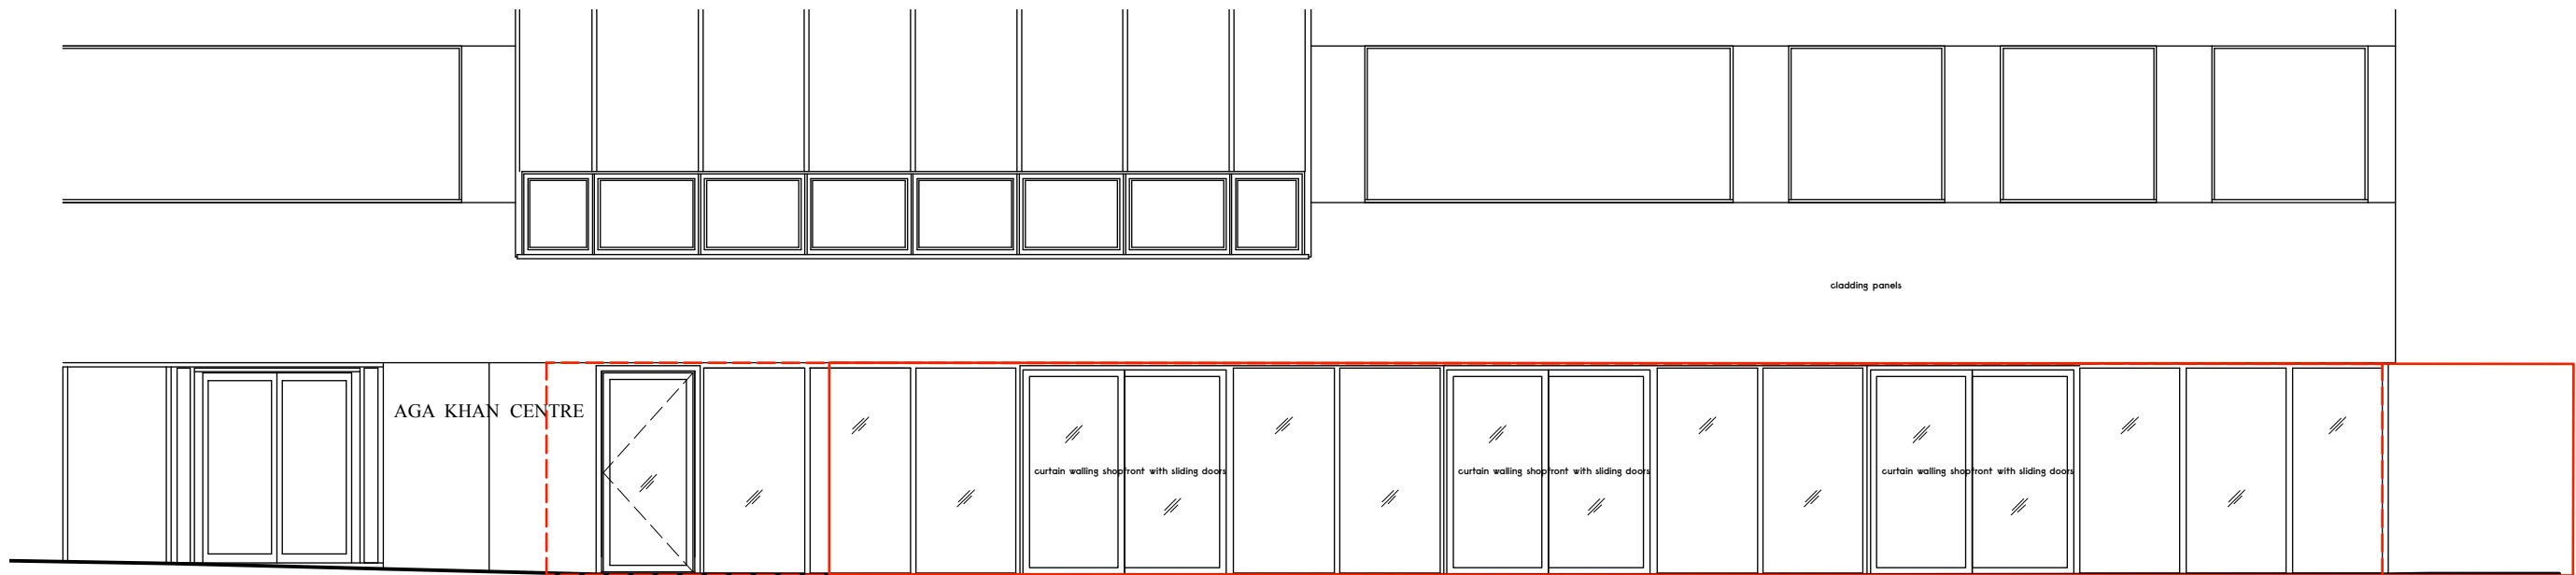 cladding panels
AGA KHAN CENTRE
curtain walling shopfront with sliding doors
curtain walling shopfront with sliding doors
curtain walling shopfront with sliding doors